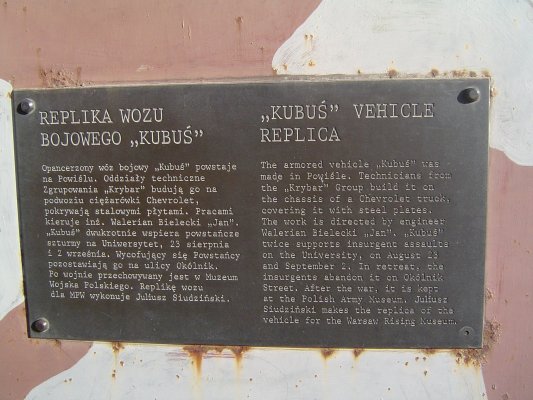 REPLIKA WOZU
BOJOWEGO „KUBUŚ”
Opancerzony wóz bojowy „Kubuś” powstaje
na Powiślu. Oddziały techniczne
Zgrupowania „Krybar” budują go na
podwoziu ciężarówki Chevrolet,
pokrywają stalowymi płytami. Pracami
kieruje inż. Walerian Bielecki „Jan”.
„Kubuś” dwukrotnie wspiera powstańcze
szturmy na Uniwersytet, 23 sierpnia
i 2 września. Wycofujący się Powstańcy
pozostawiają go na ulicy Okólnik.
Po wojnie przechowywany jest w Muzeum
Wojska Polskiego. Replikę wozu
dla MPW wykonuje Juliusz Siudziński.
„KUBUŚ” VEHICLE
REPLICA
The armored vehicle „Kubuś” was
made in Powiśle. Technicians from
the „Krybar” Group build it on
the chassis of a Chevrolet truck,
covering it with steel plates.
The work is directed by engineer
Walerian Bielecki „Jan”. „Kubuś”
twice supports insurgent assaults
on the University, on August 23
and September 2. In retreat, the
insurgents abandon it on Okólnik
Street. After the war, it is kept
at the Polish Army Museum. Juliusz
Siudziński makes the replica of the
vehicle for the Warsaw Rising Museum.